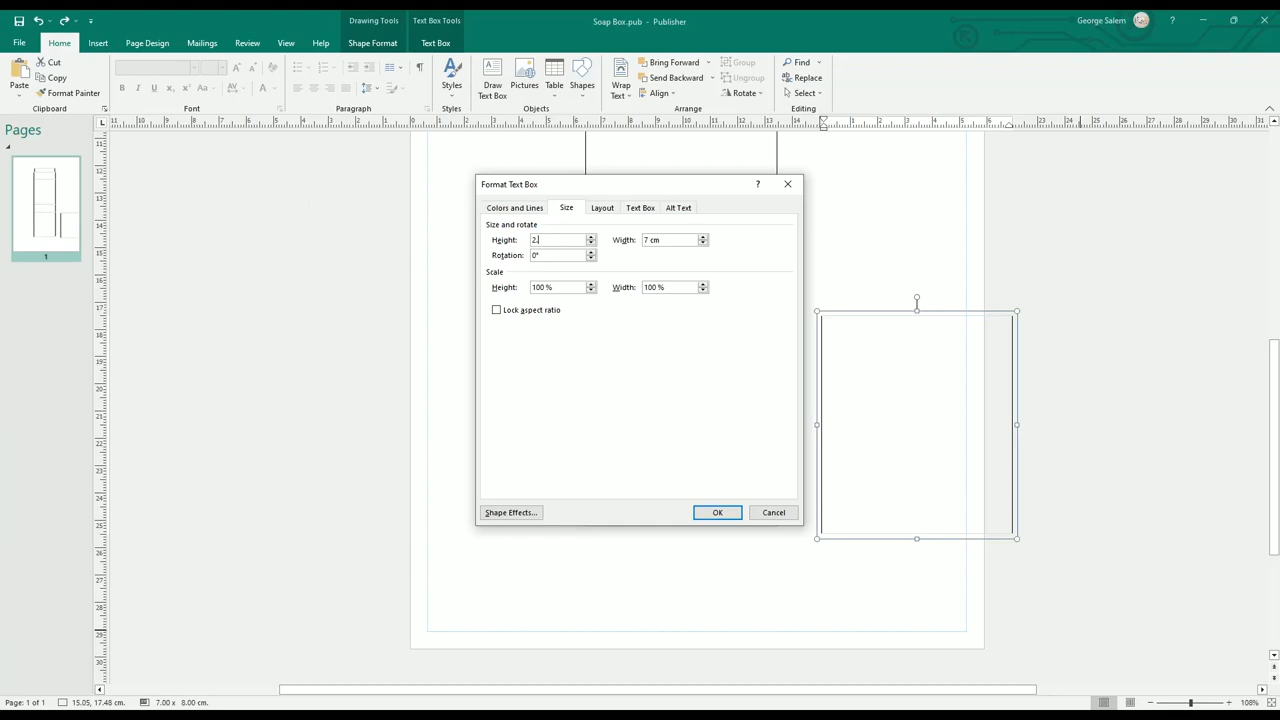 Drawing Tools
Text Box Tools
Soap Box.pub - Publisher
George Salem
?
File
Home
Insert
Page Design
Mailings
Review
View
Help
Shape Format
Text Box
Paste
Cut
Copy
Format Painter
Clipboard
B I U
Aa
AV
A
Font
Paragraph
Styles
Styles
Draw
Text Box
Pictures
Table
Shapes
Objects
Wrap
Text
Bring Forward
Send Backward
Align
Group
Ungroup
Rotate
Arrange
Find
Replace
Select
Editing
Pages
1
Format Text Box
?
Colors and Lines
Size
Layout
Text Box
Alt Text
Size and rotate
Height: 2.
Width: 7 cm
Rotation: 0°
Scale
Height: 100 %
Width: 100 %
Lock aspect ratio
Shape Effects...
OK
Cancel
Page: 1 of 1
15.05, 17.48 cm.
7.00 x 8.00 cm.
108%